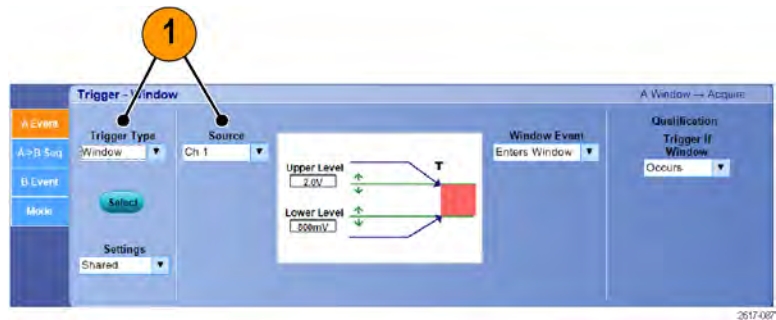 1
Trigger - Window
A Window → Acquire
A Event
A>B Seq
B Event
Mode
Trigger Type
Window
Select
Settings
Shared
Source
Ch 1
Upper Level
2.0V
Lower Level
800mV
T
Window Event
Enters Window
Qualification
Trigger If
Window
Occurs
2617-087